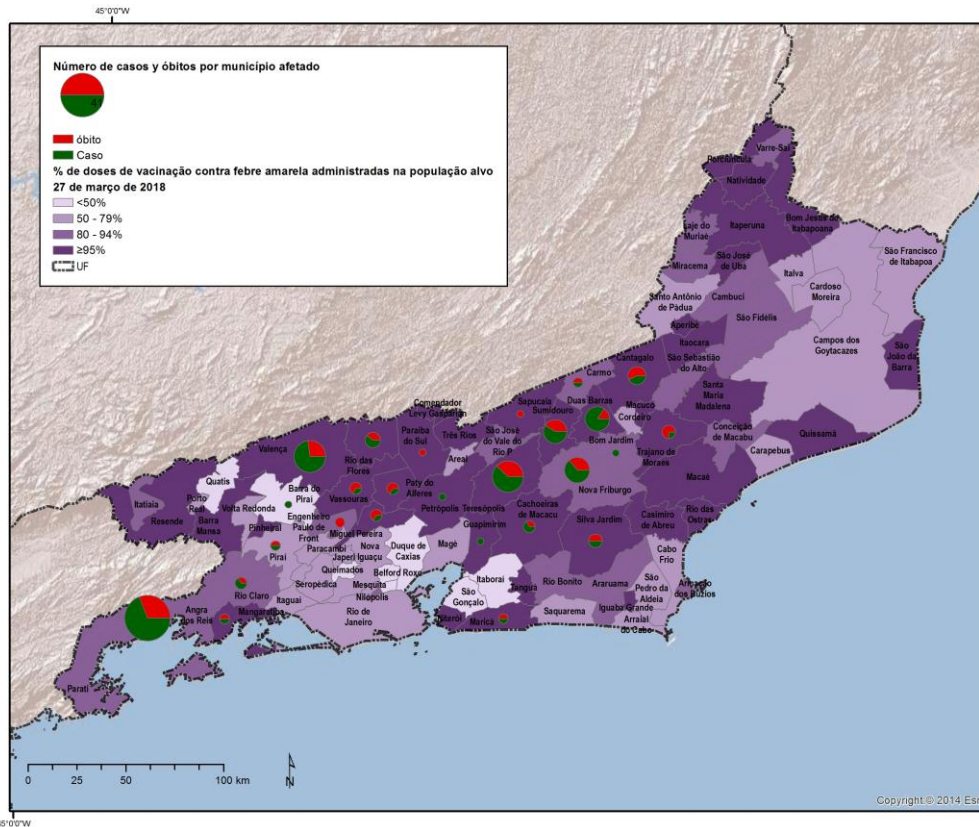 45°0'0"W
Número de casos y óbitos por município afetado
41
óbito
Caso
% de doses de vacinação contra febre amarela administradas na população alvo
27 de março de 2018
<50%
50 - 79%
80 - 94%
≥95%
UF
Varre-Sai
Porciúncula
Natividade
Itaperuna
Bom Jesus do
Itabapoana
Laje do
Muriaé
São Francisco
de Itabapoa
São José
de Ubá
Miracema
Italva
Cardoso
Moreira
Santo Antônio
de Pádua
Cambuci
São Fidélis
Aperibé
Campos dos
Goytacazes
Itaocara
São
João da
Barra
Cantagalo
São Sebastião
do Alto
Carmo
Santa
Maria
Madalena
Comendador
Levy Gasparian
Sapucaia
Sumidouro
Duas Barras
Macuco
Cordeiro
Paraíba
do Sul
Três Rios
São José
do Vale do
Rio P
Bom Jardim
Conceição
de Macabu
Quissamã
Valença
Rio das
Flores
Areal
Trajano de
Moraes
Carapebus
Quatis
Nova Friburgo
Macaé
Itatiaia
Porto
Real
Volta Redonda
Barra do
Piraí
Vassouras
Paty do
Alferes
Resende
Barra
Mansa
Petrópolis
Teresópolis
Cachoeiras
de Macacu
Rio das
Ostras
Pinheiral
Engenheiro
Paulo de
Front
Miguel Pereira
Guapimirim
Silva Jardim
Casimiro
de Abreu
Piraí
Paracambi
Japeri
Nova
Iguaçu
Duque de
Caxias
Magé
Cabo
Frio
Queimados
Belford Roxo
Itaboraí
Seropédica
Mesquita
Nilópolis
São
Gonçalo
Tanguá
Rio Bonito
Araruama
São
Pedro da
Aldeia
Armação
dos Búzios
Rio Claro
Itaguaí
Angra
dos Reis
Mangaratiba
Rio de
Janeiro
Niterói
Maricá
Saquarema
Iguaba Grande
Arraial
do Cabo
Parati
0 25 50 100 km
N
Copyright:© 2014 Esr
45°0'0"W